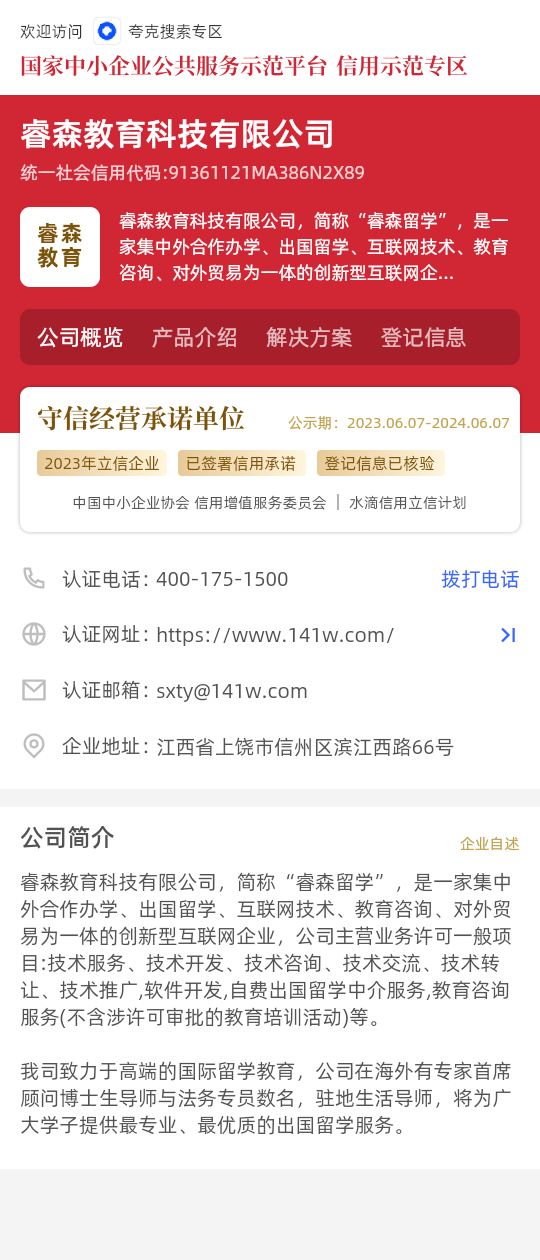 欢迎访问 夸克搜索专区
国家中小企业公共服务示范平台 信用示范专区
睿森教育科技有限公司
统一社会信用代码:91361121MA386N2X89
睿森
教育
睿森教育科技有限公司，简称“睿森留学”，是一
家集中外合作办学、出国留学、互联网技术、教育
咨询、对外贸易为一体的创新型互联网企...
公司概览 产品介绍 解决方案 登记信息
守信经营承诺单位 公示期：2023.06.07-2024.06.07
2023年立信企业 已签署信用承诺 登记信息已核验
中国中小企业协会 信用增值服务委员会 | 水滴信用立信计划
认证电话：400-175-1500 拨打电话
认证网址：https://www.141w.com/
认证邮箱：sxty@141w.com
企业地址：江西省上饶市信州区滨江西路66号
公司简介 企业自述
睿森教育科技有限公司，简称“睿森留学”，是一家集中
外合作办学、出国留学、互联网技术、教育咨询、对外贸
易为一体的创新型互联网企业，公司主营业务许可一般项
目:技术服务、技术开发、技术咨询、技术交流、技术转
让、技术推广,软件开发,自费出国留学中介服务,教育咨询
服务(不含涉许可审批的教育培训活动)等。
我司致力于高端的国际留学教育，公司在海外有专家首席
顾问博士生导师与法务专员数名，驻地生活导师，将为广
大学子提供最专业、最优质的出国留学服务。